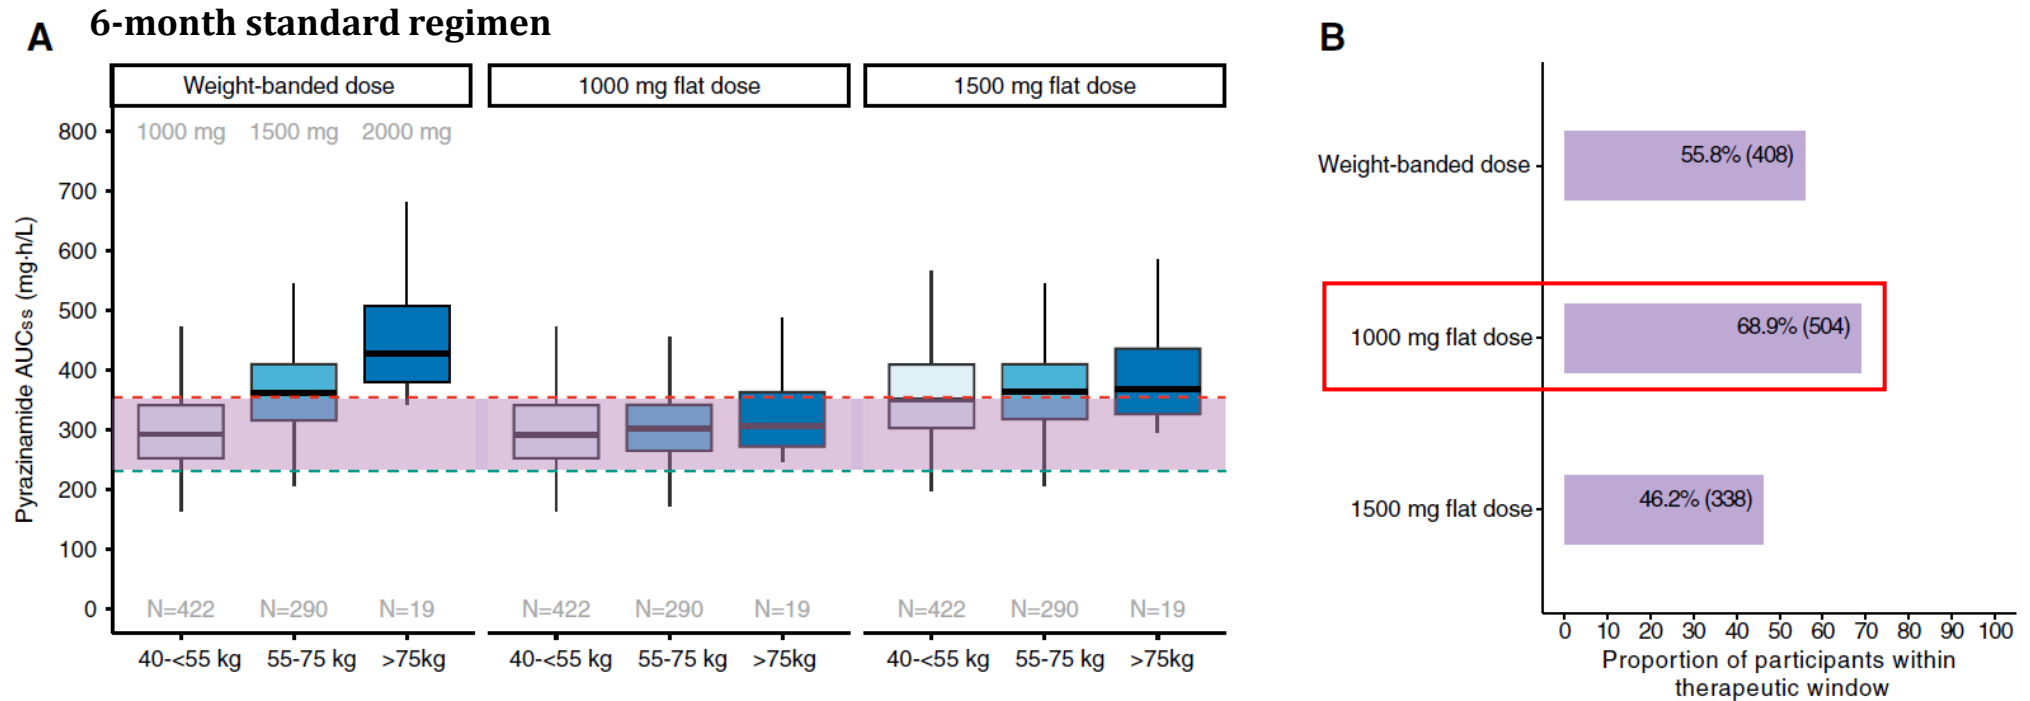 A 6-month standard regimen
Weight-banded dose
1000 mg flat dose
1500 mg flat dose
1000 mg 1500 mg 2000 mg
Pyrazinamide AUCss (mg·h/L)
800
700
600
500
400
300
200
100
0
N=422 N=290 N=19
N=422 N=290 N=19
N=422 N=290 N=19
40-<55 kg 55-75 kg >75kg
40-<55 kg 55-75 kg >75kg
40-<55 kg 55-75 kg >75kg
B
Weight-banded dose
55.8% (408)
1000 mg flat dose
68.9% (504)
1500 mg flat dose
46.2% (338)
0 10 20 30 40 50 60 70 80 90 100
Proportion of participants within
therapeutic window